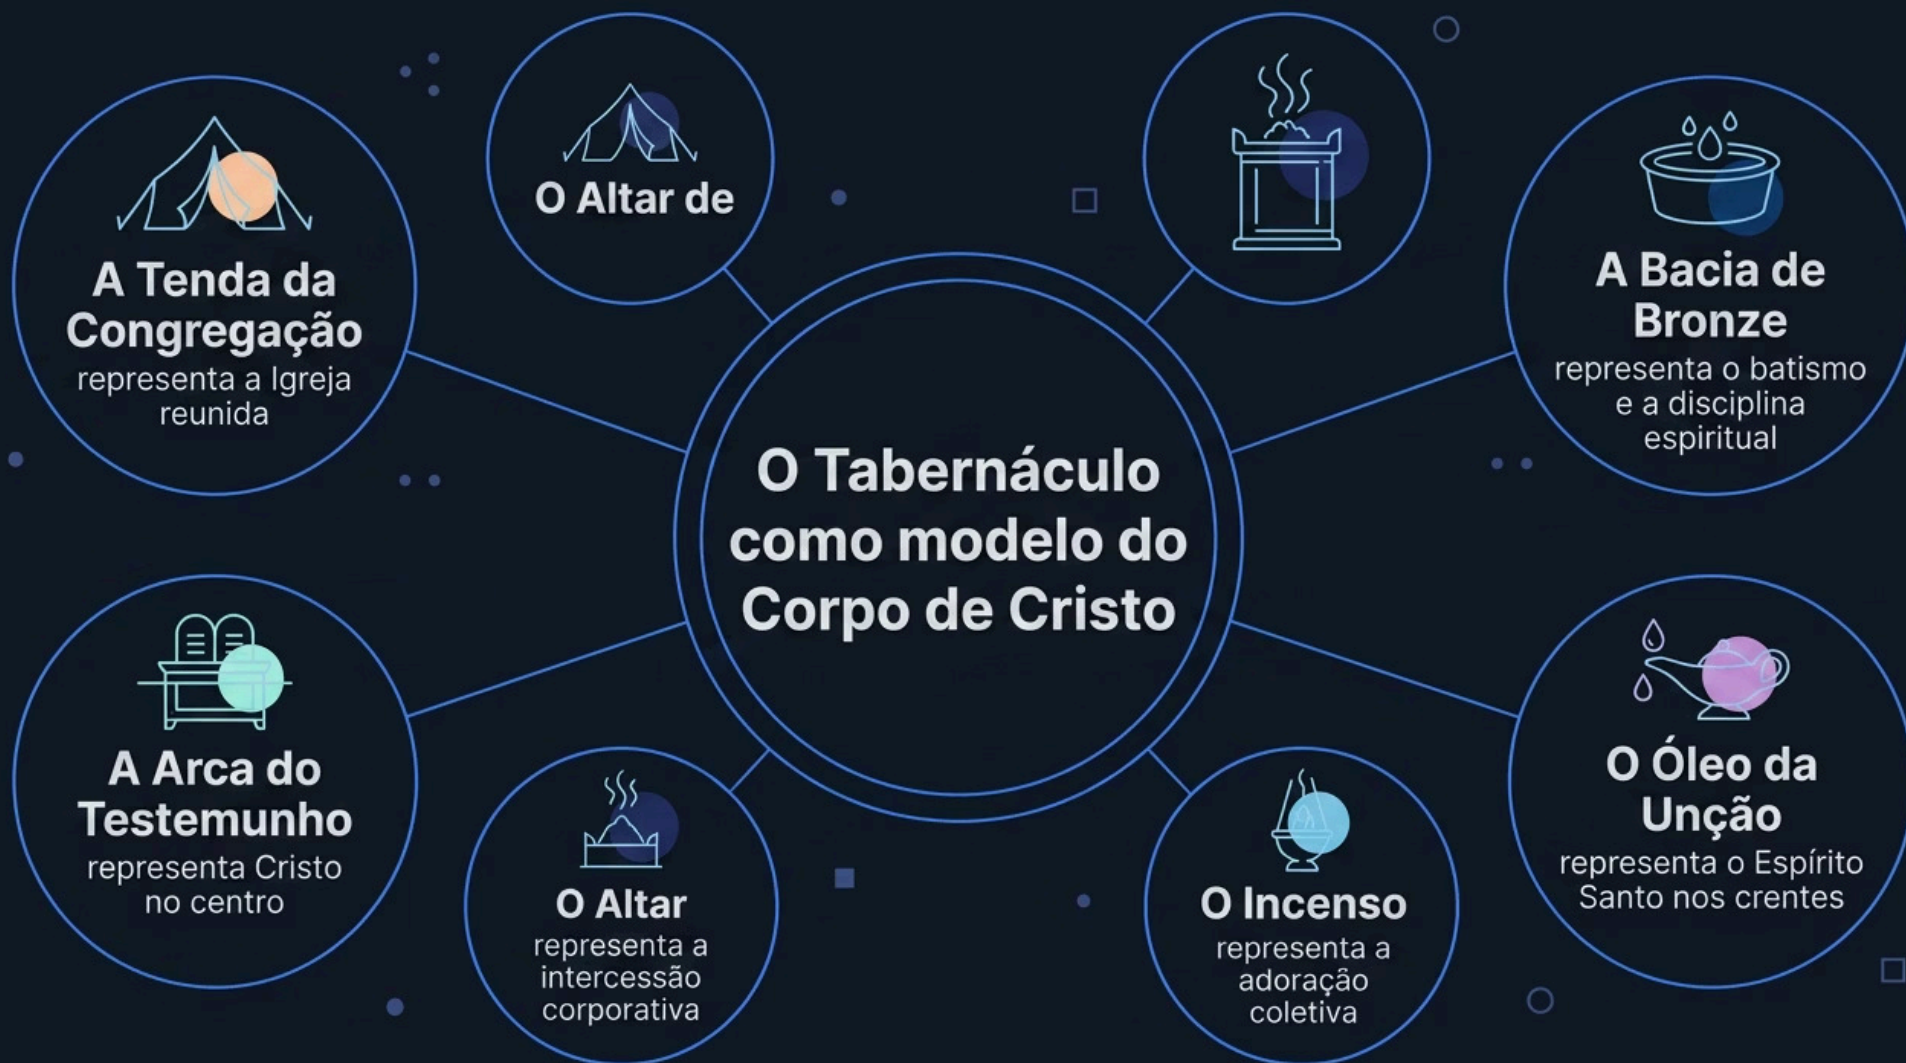 A Tenda da
Congregação
representa a Igreja
reunida
O Altar de
A Bacia de
Bronze
representa o batismo
e a disciplina
espiritual
O Tabernáculo
como modelo do
Corpo de Cristo
A Arca do
Testemunho
representa Cristo
no centro
O Altar
representa a
intercessão
corporativa
O Incenso
representa a
adoração
coletiva
O Óleo da
Unção
representa o Espírito
Santo nos crentes